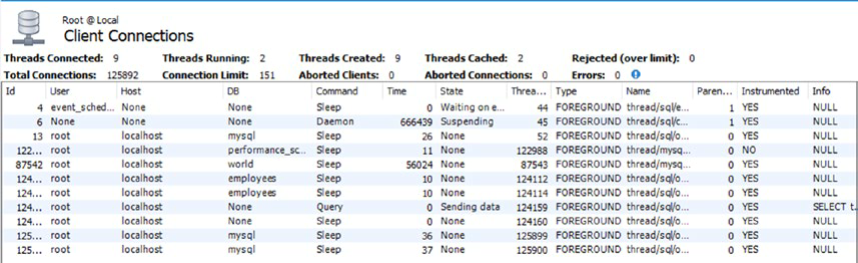 Root @ Local
Client Connections
Threads Connected: 9 Threads Running: 2 Threads Created: 9 Threads Cached: 2 Rejected (over limit): 0
Total Connections: 125892 Connection Limit: 151 Aborted Clients: 0 Aborted Connections: 0 Errors: 0
Id User Host DB Command Time State Threa... Type Name Paren... Instrumented Info
4 event_sched... None None Sleep 0 Waiting on e... 44 FOREGROUND thread/sql/e... 1 YES NULL
6 None None None Daemon 666439 Suspending 45 FOREGROUND thread/sql/c... 1 YES NULL
13 root localhost mysql Sleep 26 None 52 FOREGROUND thread/sql/o... 0 YES NULL
122... root localhost performance_sc... Sleep 11 None 122988 FOREGROUND thread/mysq... 0 NO NULL
87542 root localhost world Sleep 56024 None 87543 FOREGROUND thread/mysq... 0 YES NULL
124... root localhost employees Sleep 10 None 124112 FOREGROUND thread/sql/o... 0 YES NULL
124... root localhost employees Sleep 10 None 124114 FOREGROUND thread/sql/o... 0 YES NULL
124... root localhost None Query 0 Sending data 124159 FOREGROUND thread/sql/o... 0 YES SELECT t...
124... root localhost None Sleep 0 None 124160 FOREGROUND thread/sql/o... 0 YES NULL
125... root localhost mysql Sleep 36 None 125899 FOREGROUND thread/sql/o... 0 YES NULL
125... root localhost mysql Sleep 37 None 125900 FOREGROUND thread/sql/o... 0 YES NULL